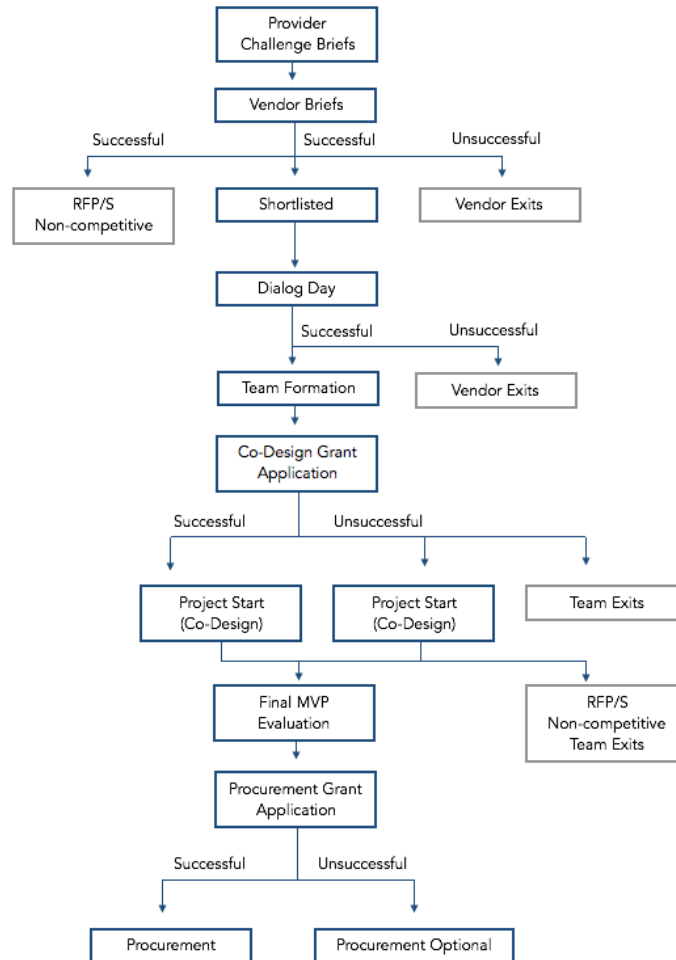 Provider
Challenge Briefs
Vendor Briefs
Successful
Successful
Unsuccessful
RFP/S
Non-competitive
Shortlisted
Vendor Exits
Dialog Day
Successful
Unsuccessful
Team Formation
Vendor Exits
Co-Design Grant
Application
Successful
Unsuccessful
Project Start
(Co-Design)
Project Start
(Co-Design)
Team Exits
Final MVP
Evaluation
RFP/S
Non-competitive
Team Exits
Procurement Grant
Application
Successful
Unsuccessful
Procurement
Procurement Optional